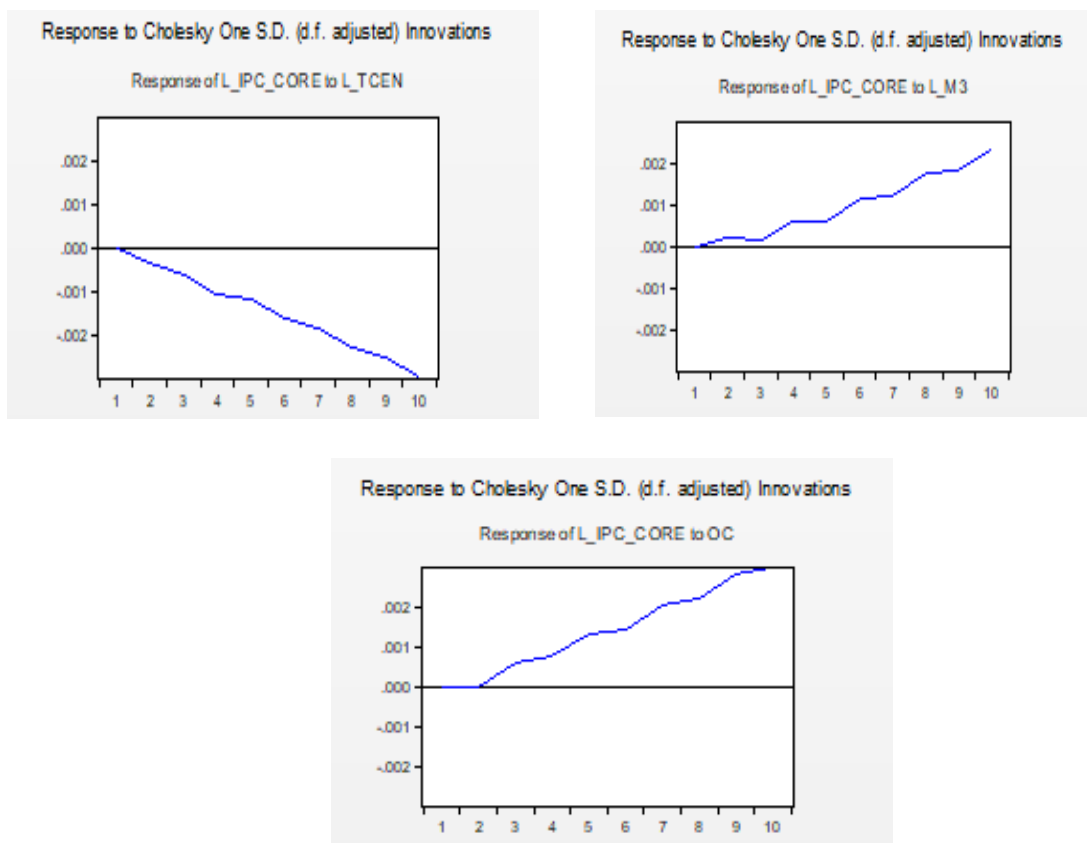 Response to Cholesky One S.D. (d.f. adjusted) Innovations
Response of L_IPC_CORE to L_TCEN
.002
.001
.000
-.001
-.002
1 2 3 4 5 6 7 8 9 10
Response to Cholesky One S.D. (d.f. adjusted) Innovations
Response of L_IPC_CORE to L_M3
.002
.001
.000
-.001
-.002
1 2 3 4 5 6 7 8 9 10
Response to Cholesky One S.D. (d.f. adjusted) Innovations
Response of L_IPC_CORE to OC
.002
.001
.000
-.001
-.002
1 2 3 4 5 6 7 8 9 10